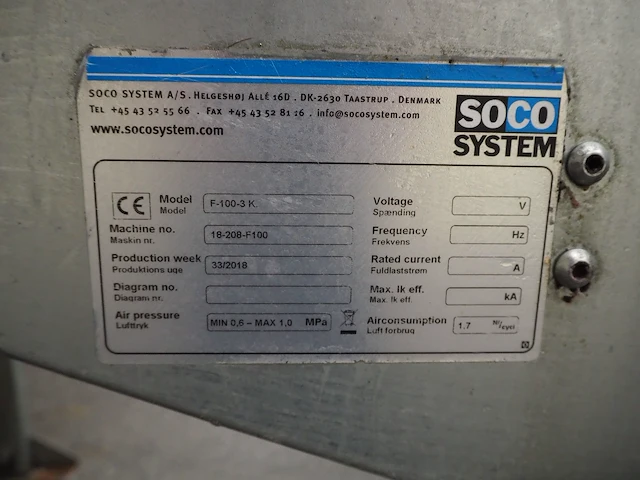 SOCO SYSTEM A/S . HELGESHØJ ALLÉ 16D . DK-2630 TAASTRUP . DENMARK
TEL +45 43 52 55 66 . FAX +45 43 52 81 16 . info@socosystem.com
www.socosystem.com
SOCO
SYSTEM
CE
Model F-100-3 K.
Model
Machine no. 18-208-F100
Maskin nr.
Production week 33/2018
Produktions uge
Diagram no.
Diagram nr.
Air pressure MIN 0,6 – MAX 1,0 MPa
Lufttryk
Voltage V
Spænding
Frequency Hz
Frekvens
Rated current A
Fuldlaststrøm
Max. Ik eff. kA
Max. Ik eff.
Airconsumption 1.7 Nl/cycl
Luft forbrug